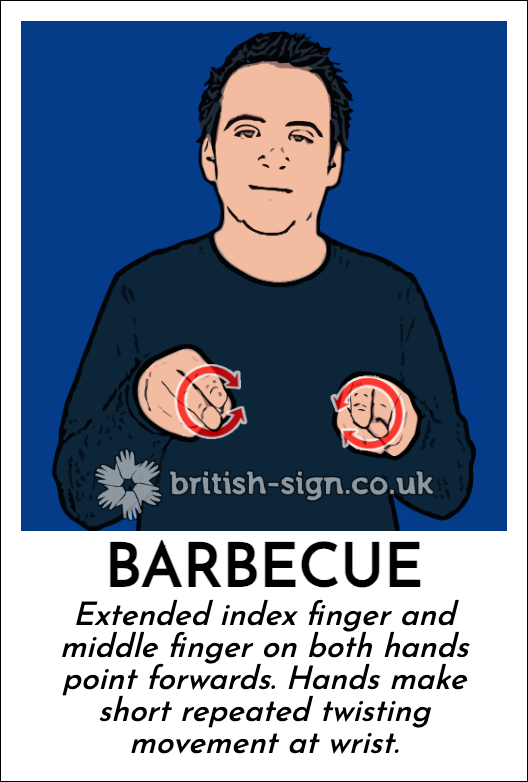 british-sign.co.uk
BARBECUE
Extended index finger and
middle finger on both hands
point forwards. Hands make
short repeated twisting
movement at wrist.